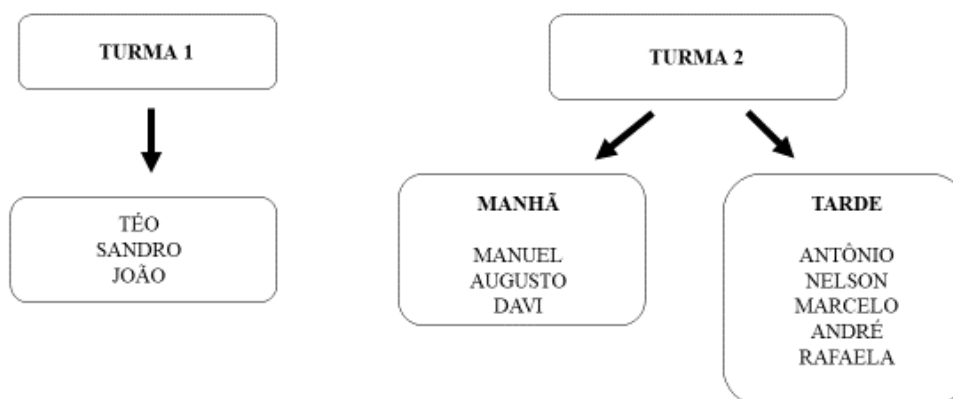 TURMA 1
TÉO
SANDRO
JOÃO
TURMA 2
MANHÃ
MANUEL
AUGUSTO
DAVI
TARDE
ANTÔNIO
NELSON
MARCELO
ANDRÉ
RAFAELA